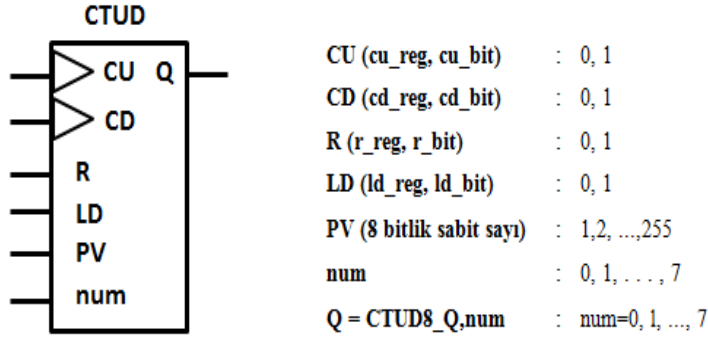 CTUD
CU Q
CD
R
LD
PV
num
CU (cu_reg, cu_bit) : 0, 1
CD (cd_reg, cd_bit) : 0, 1
R (r_reg, r_bit) : 0, 1
LD (ld_reg, ld_bit) : 0, 1
PV (8 bitlik sabit sayı) : 1,2, ...,255
num : 0, 1, . . . , 7
Q = CTUD8_Q,num : num=0, 1, ..., 7